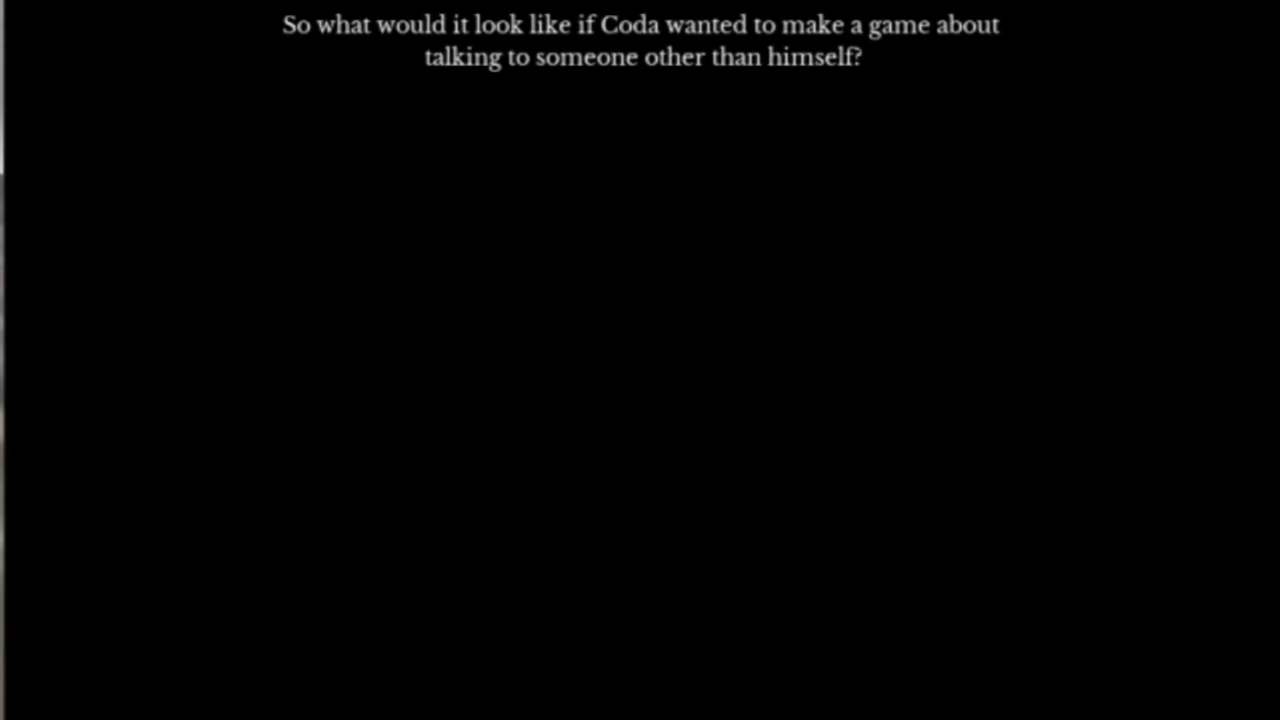 So what would it look like if Coda wanted to make a game about
talking to someone other than himself?